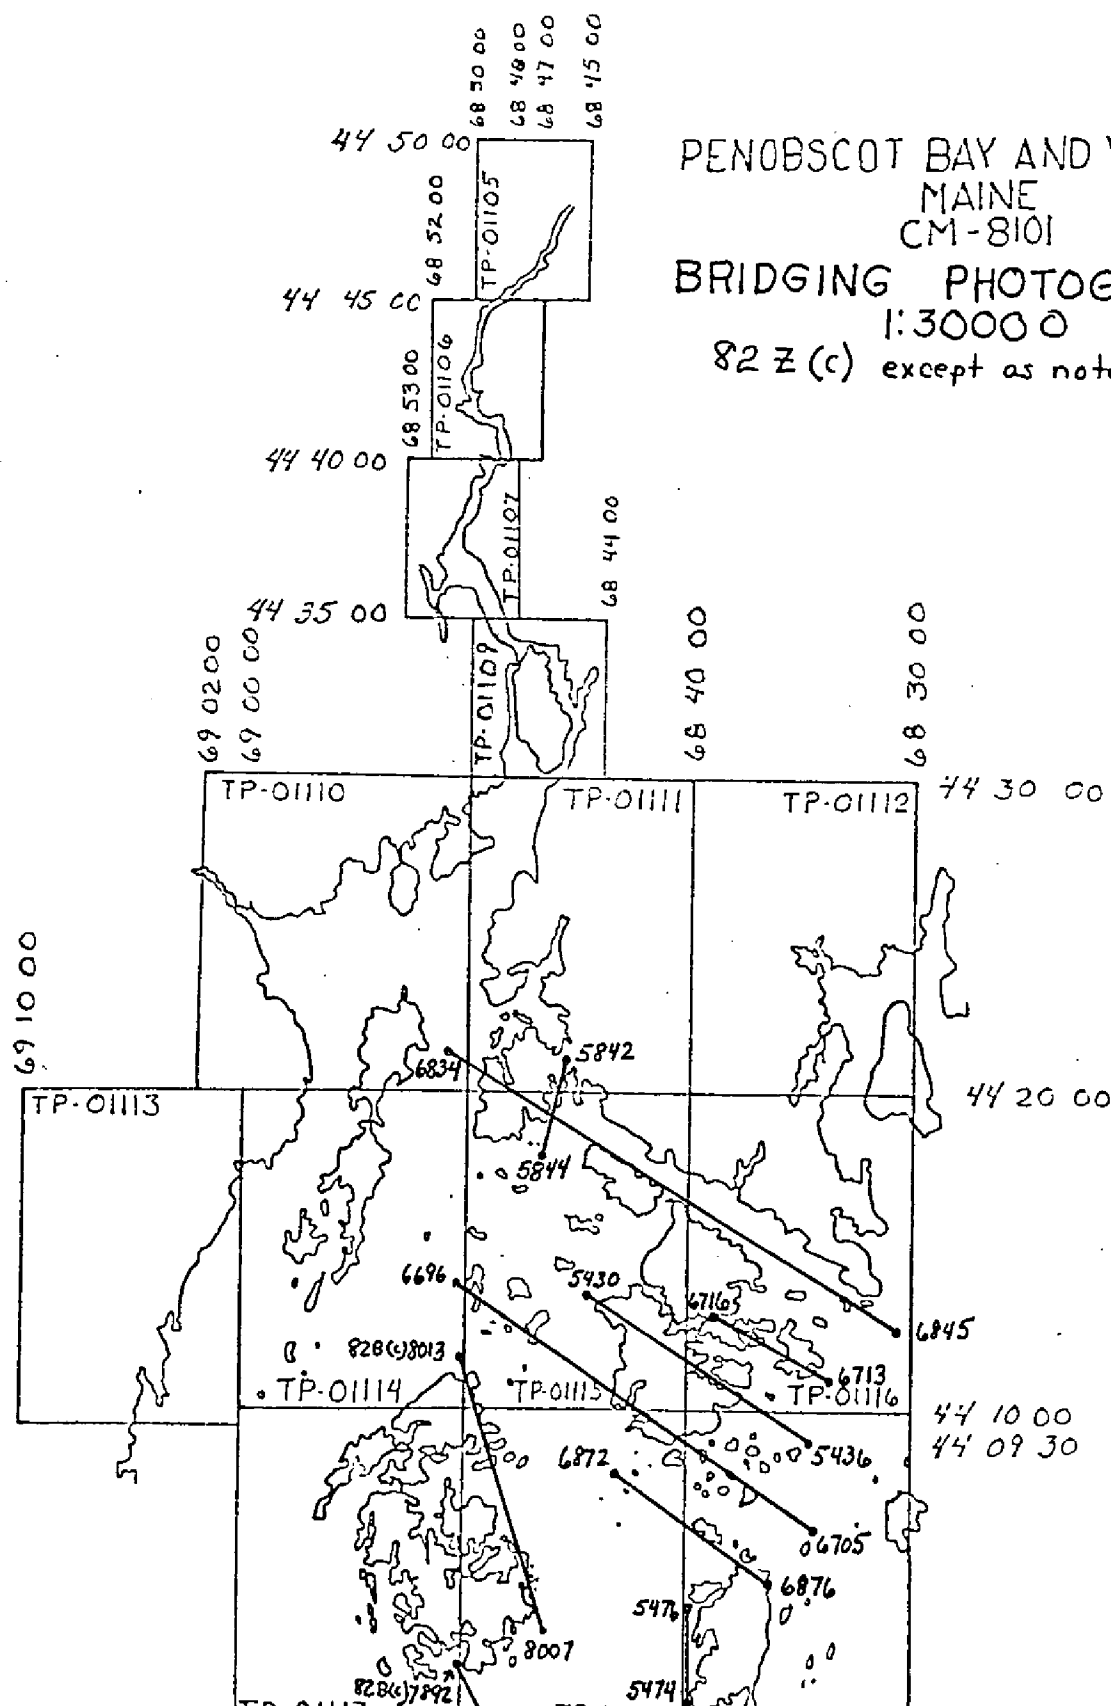 68 50 00
68 48 00
68 47 00
68 45 00
44 50 00
PENOBSCOT BAY AND
MAINE
CM-8101
BRIDGING PHOTOG
1:30000
82 Z (C) except as note
TP-01105
68 52 00
44 45 00
TP-01106
68 53 00
44 40 00
TP-01107
68 44 00
44 35 00
TP-01109
69 02 00
69 00 00
68 40 00
68 30 00
TP-01110
TP-01111
TP-01112
44 30 00
69 10 00
6834
5842
TP-01113
44 20 00
5844
6696
5430
6716
6845
82B(c)8013
6713
TP-01114
TP-01115
TP-01116
44 10 00
44 09 30
6872
5436
6705
6876
5476
8007
82B(c)7892
5474